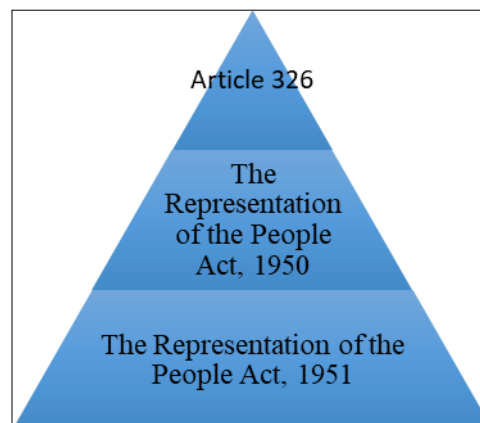 Article 326
The
Representation
of the People
Act, 1950
The Representation of the
People Act, 1951